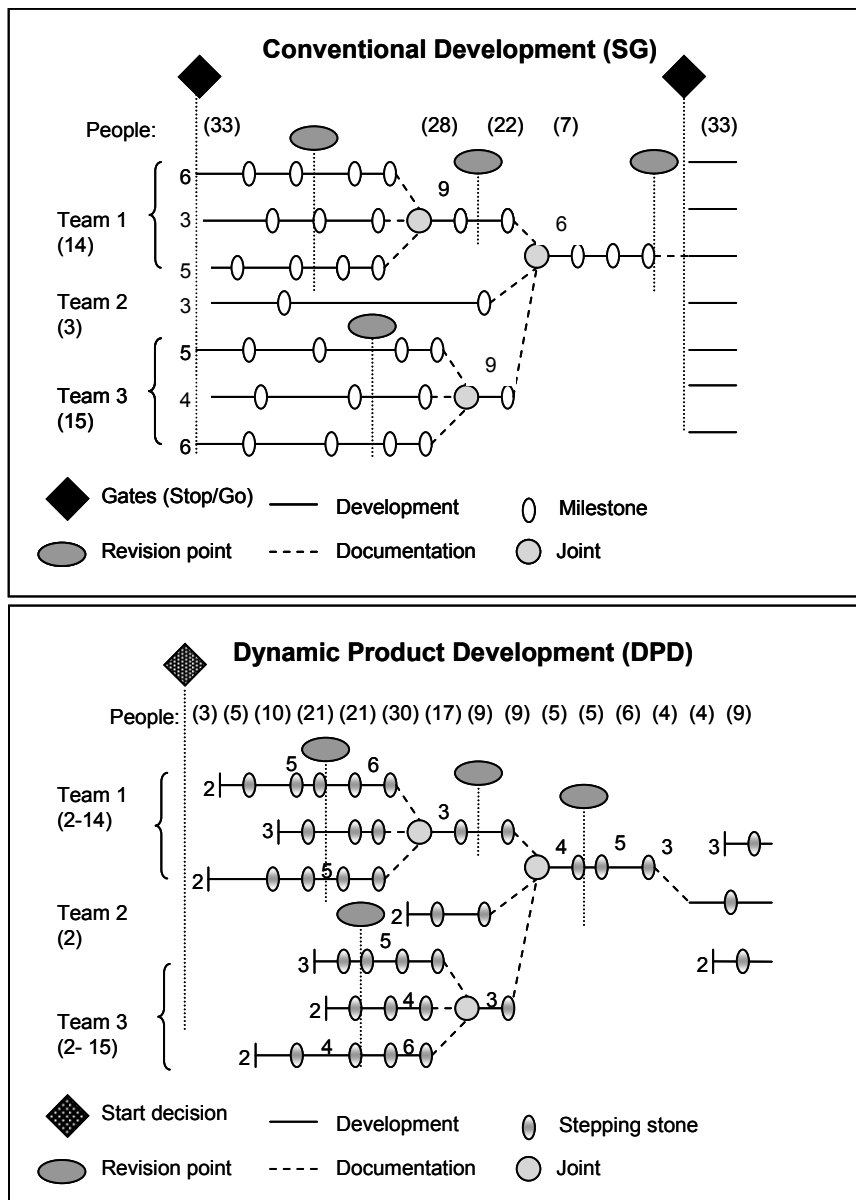 Conventional Development (SG)
People: (33) (28) (22) (7) (33)
6
9
Team 1
(14)
3
6
5
Team 2
(3)
3
5
9
Team 3
(15)
4
6
Gates (Stop/Go) Development Milestone
Revision point Documentation Joint
Dynamic Product Development (DPD)
People: (3) (5) (10) (21) (21) (30) (17) (9) (9) (5) (5) (6) (4) (4) (9)
5 6
2
Team 1
(2-14)
3
3
4 5 3 3
2 5
Team 2
(2)
2
5
3
Team 3
(2- 15)
2 4 3
2 4 6
Start decision Development Stepping stone
2
Revision point Documentation Joint